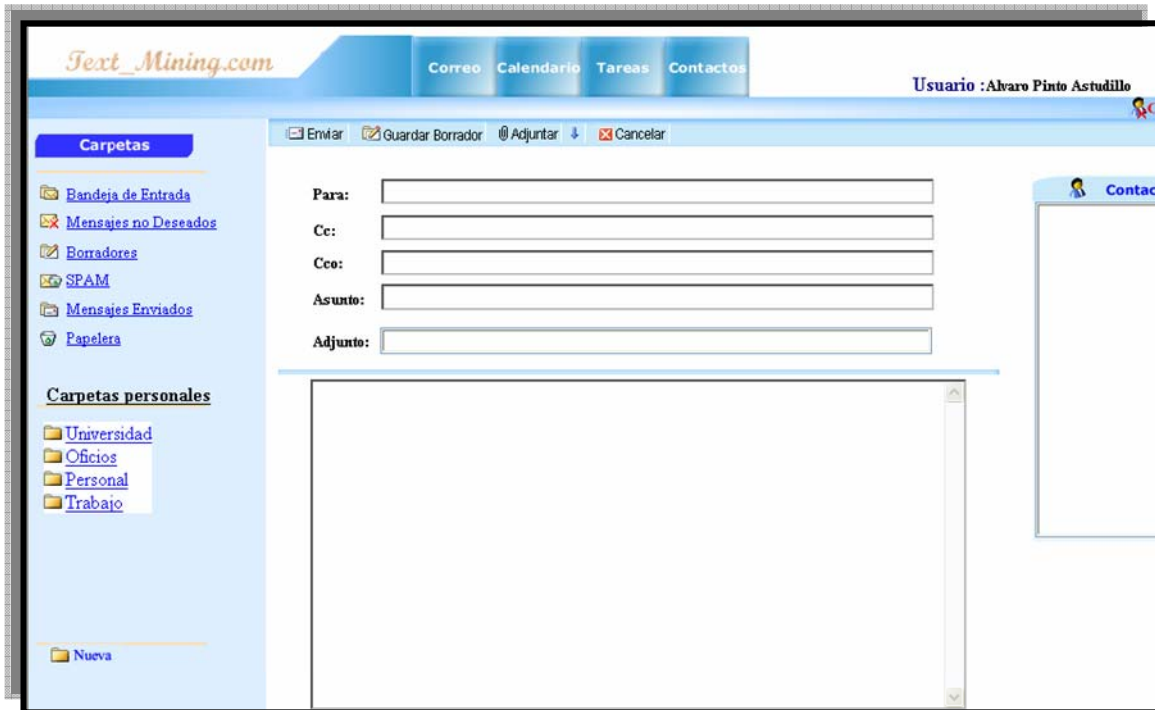 Text_Mining.com
Correo Calendario Tareas Contactos
Usuario :Alvaro Pinto Astudillo
Carpetas
Enviar Guardar Borrador Adjuntar Cancelar
Bandeja de Entrada
Mensajes no Deseados
Borradores
SPAM
Mensajes Enviados
Papelera
Carpetas personales
Universidad
Oficios
Personal
Trabajo
Nueva
Para:
Cc:
Cco:
Asunto:
Adjunto:
Contac